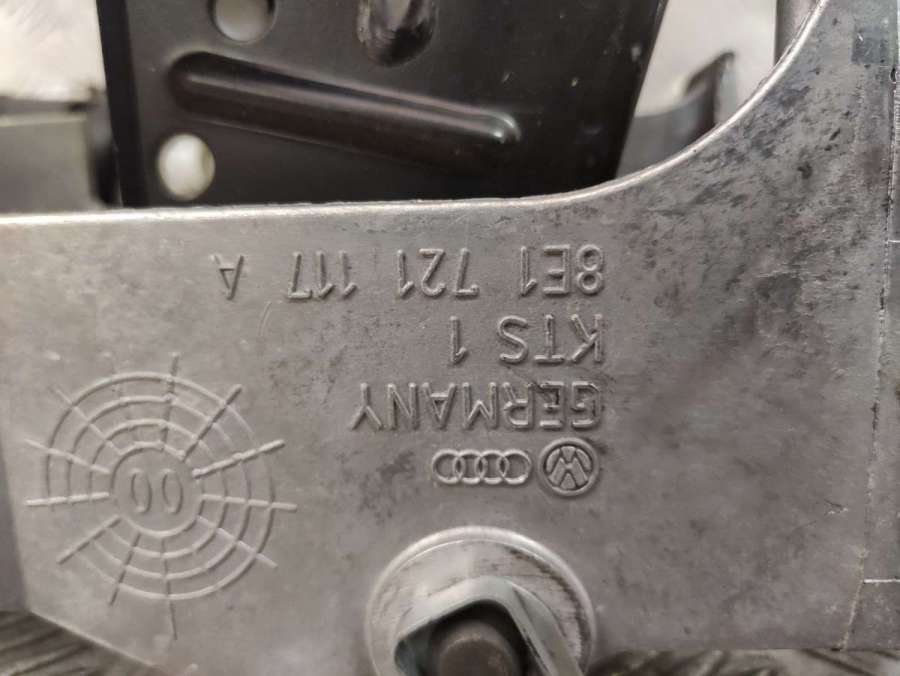 8E1 721 117 A
KTS 1
GERMANY
00